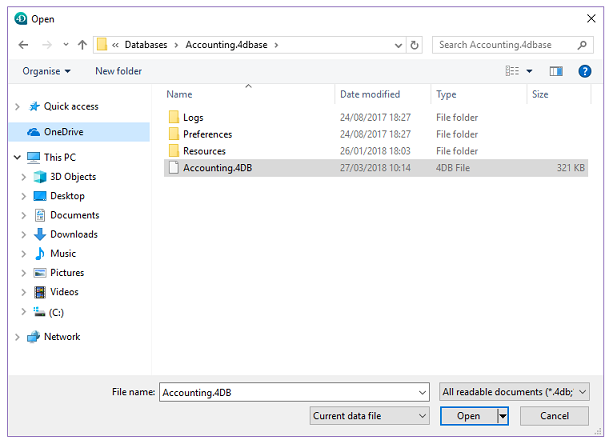 Open
« Databases › Accounting.4dbase ›
Search Accounting.4dbase
Organise
New folder
Name
Date modified
Type
Size
Quick access
OneDrive
This PC
3D Objects
Desktop
Documents
Downloads
Music
Pictures
Videos
(C:)
Network
Logs 24/08/2017 18:27 File folder
Preferences 24/08/2017 18:27 File folder
Resources 26/01/2018 18:03 File folder
Accounting.4DB 27/03/2018 10:14 4DB File 321 KB
File name: Accounting.4DB
All readable documents (*.4db;
Current data file
Open
Cancel